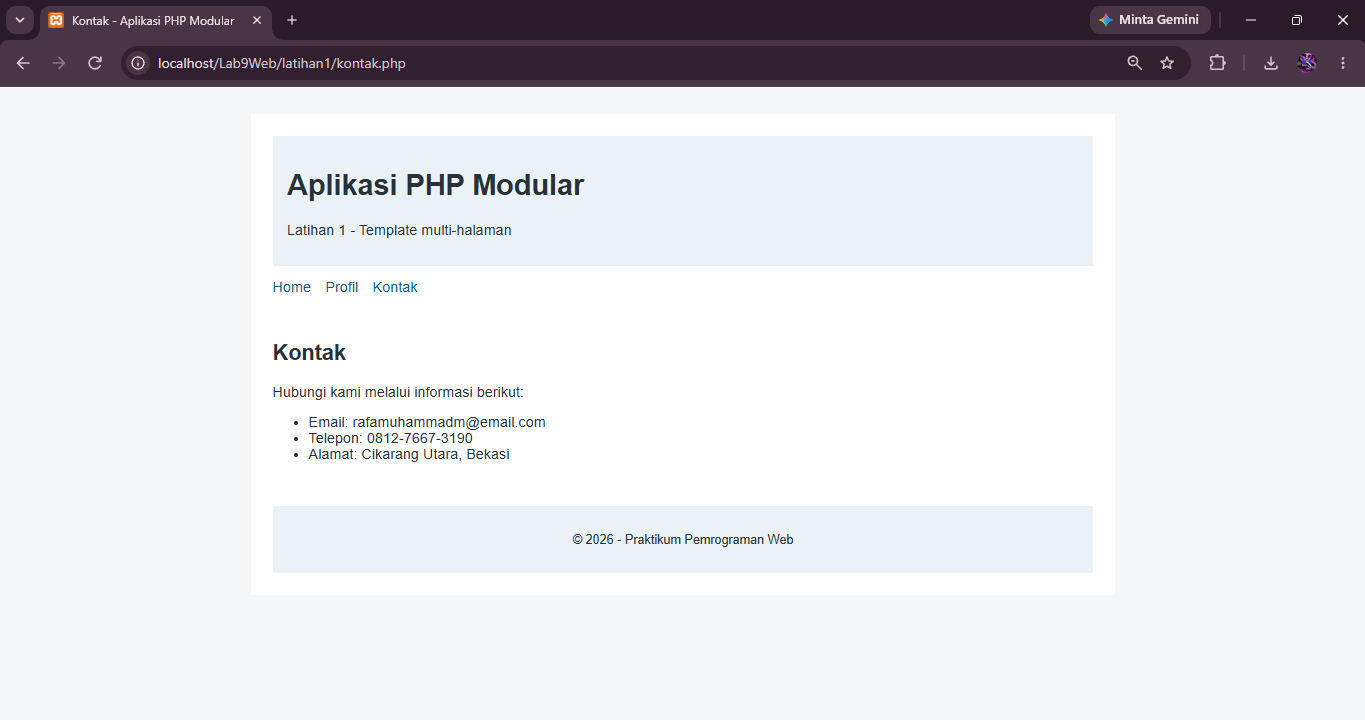 Kontak - Aplikasi PHP Modular
Minta Gemini
localhost/Lab9Web/latihan1/kontak.php
Aplikasi PHP Modular
Latihan 1 - Template multi-halaman
Home Profil Kontak
Kontak
Hubungi kami melalui informasi berikut:
• Email: rafamuhammadm@email.com
• Telepon: 0812-7667-3190
• Alamat: Cikarang Utara, Bekasi
© 2026 - Praktikum Pemrograman Web